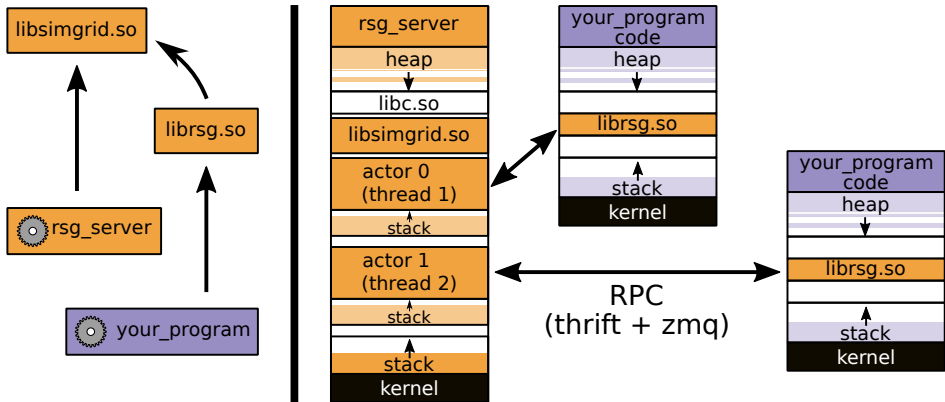 libsimgrid.so
librsg.so
rsg_server
your_program
rsg_server
heap
libc.so
libsimgrid.so
actor 0
(thread 1)
stack
actor 1
(thread 2)
stack
stack
kernel
your_program
code
heap
librsg.so
stack
kernel
RPC
(thrift + zmq)
your_program
code
heap
librsg.so
stack
kernel